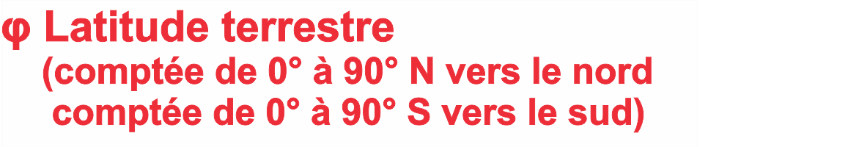 φ Latitude terrestre
(comptée de 0° à 90° N vers le nord
comptée de 0° à 90° S vers le sud)